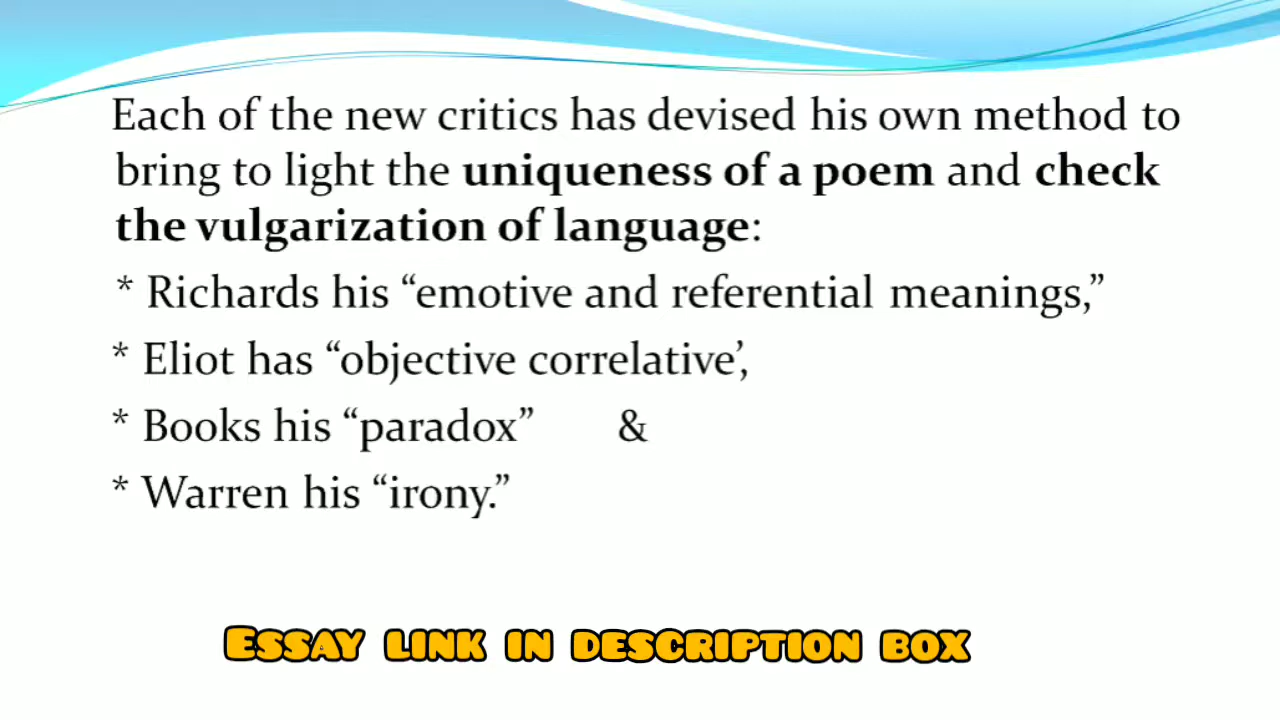 Each of the new critics has devised his own method to
bring to light the uniqueness of a poem and check
the vulgarization of language:
* Richards his “emotive and referential meanings,”
* Eliot has “objective correlative’,
* Books his “paradox” &
* Warren his “irony.”
Essay link in description box